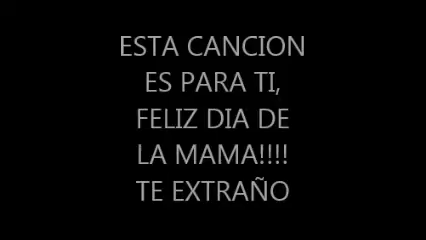 ESTA CANCION
ES PARA TI,
FELIZ DIA DE
LA MAMA!!!!
TE EXTRAÑO